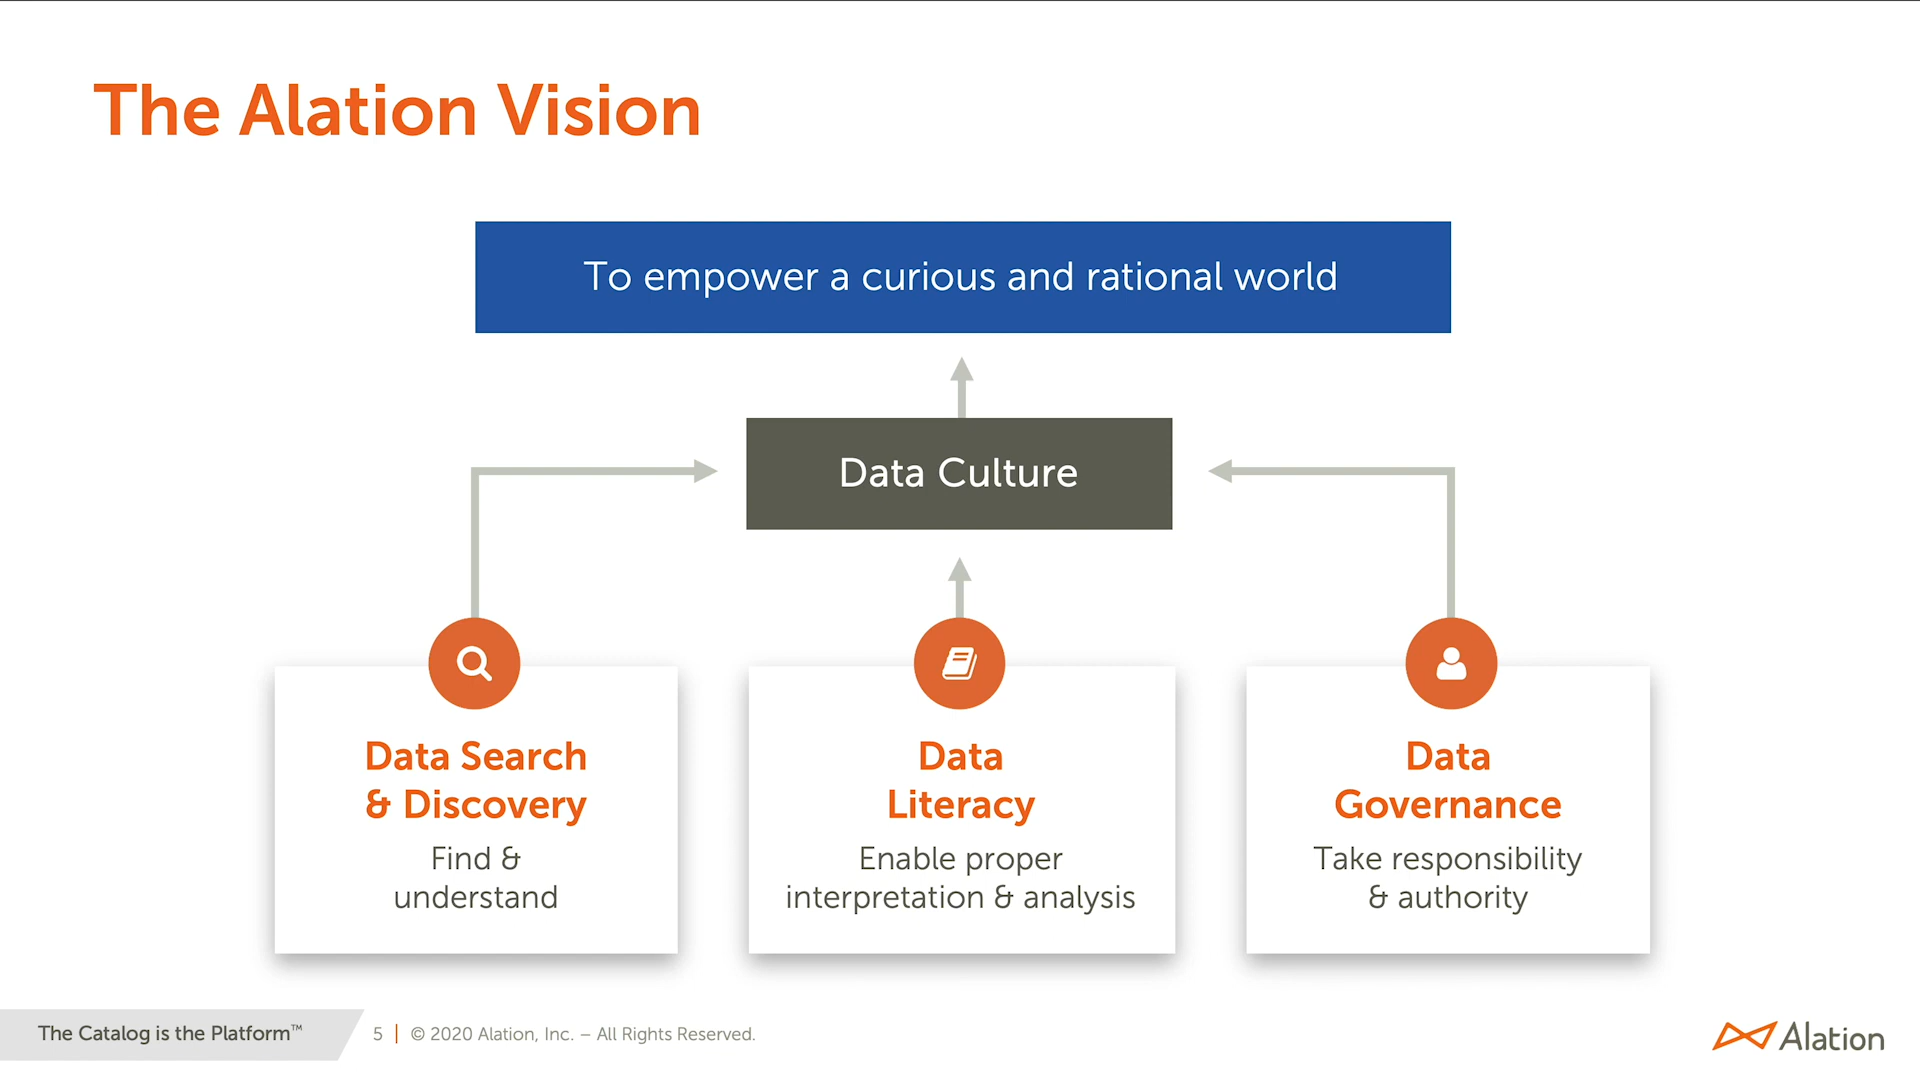 The Alation Vision
To empower a curious and rational world
Data Culture
Data Search
& Discovery
Find &
understand
Data
Literacy
Enable proper
interpretation & analysis
Data
Governance
Take responsibility
& authority
The Catalog is the Platform™
5 | © 2020 Alation, Inc. – All Rights Reserved.
Alation